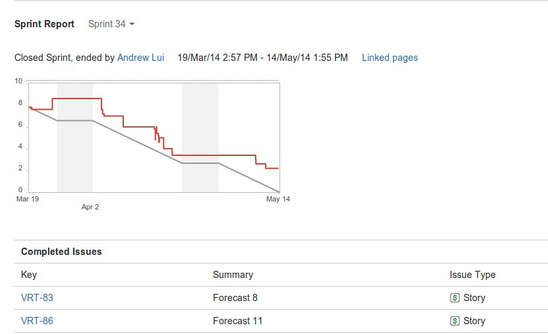 Sprint Report Sprint 34
Closed Sprint, ended by Andrew Lui 19/Mar/14 2:57 PM - 14/May/14 1:55 PM Linked pages
10
8
6
4
2
0
Mar 19 May 14
Apr 2
Completed Issues
Key Summary Issue Type
VRT-83 Forecast 8 Story
VRT-86 Forecast 11 Story